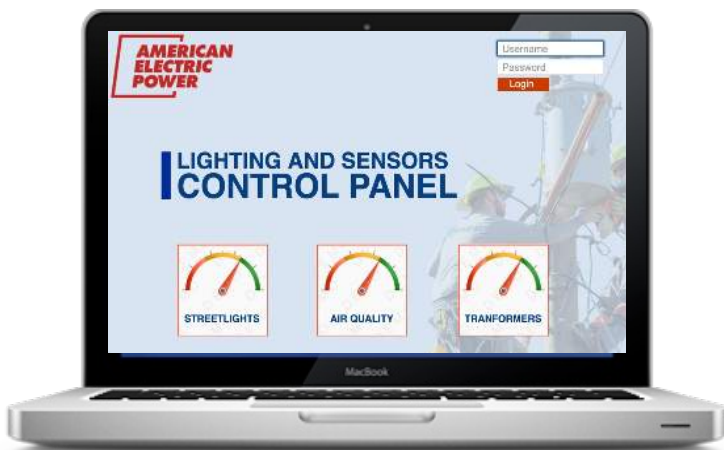 AMERICAN
ELECTRIC
POWER
Username
Password
Login
LIGHTING AND SENSORS
CONTROL PANEL
STREETLIGHTS
AIR QUALITY
TRANFORMERS
MacBook